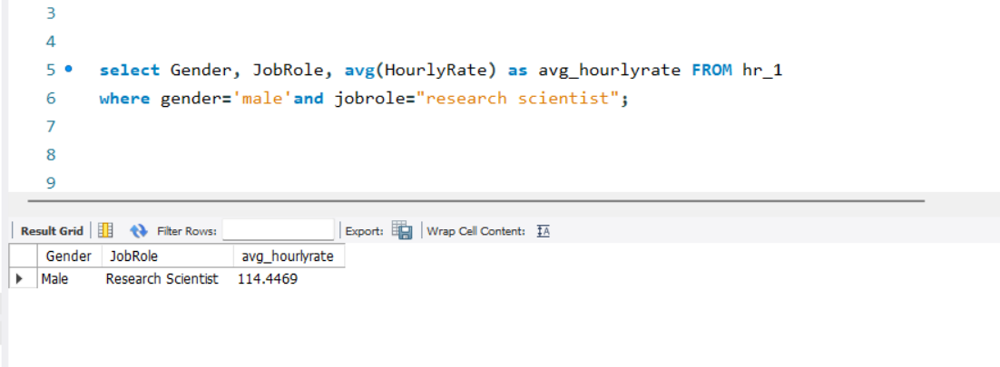 3
4
5 select Gender, JobRole, avg(HourlyRate) as avg_hourlyrate FROM hr_1
6 where gender='male'and jobrole="research scientist";
7
8
9
Result Grid Filter Rows: Export: Wrap Cell Content: IA
Gender JobRole avg_hourlyrate
Male Research Scientist 114.4469